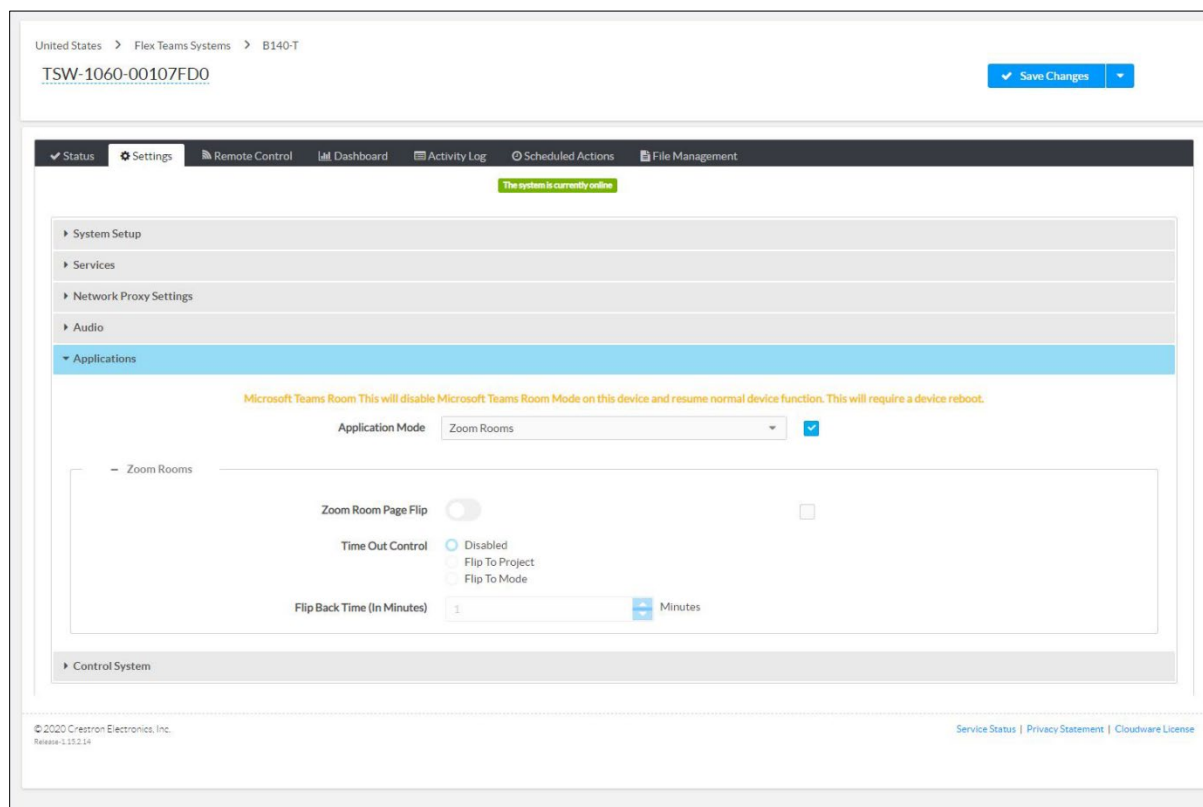 United States > Flex Teams Systems > B140-T
TSW-1060-00107FD0
Save Changes
Status Settings Remote Control Dashboard Activity Log Scheduled Actions File Management
The system is currently online
System Setup
Services
Network Proxy Settings
Audio
Applications
Microsoft Teams Room This will disable Microsoft Teams Room Mode on this device and resume normal device function. This will require a device reboot.
Application Mode Zoom Rooms
Zoom Rooms
Zoom Room Page Flip
Time Out Control Disabled
Flip To Project
Flip To Mode
Flip Back Time (In Minutes) 1 Minutes
Control System
© 2020 Crestron Electronics, Inc. Service Status | Privacy Statement | Cloudware License
Release-1.15.2.14